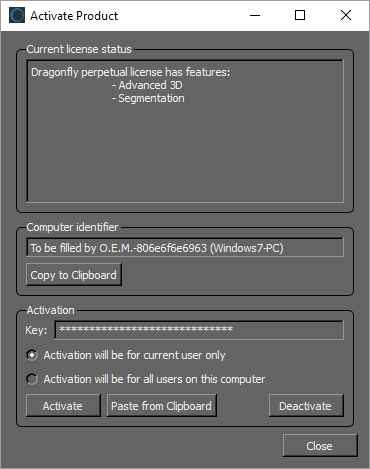 Activate Product
Current license status
Dragonfly perpetual license has features:
- Advanced 3D
- Segmentation
Computer identifier
To be filled by O.E.M.-806e6f6e6963 (Windows7-PC)
Copy to Clipboard
Activation
Key: *****************************
Activation will be for current user only
Activation will be for all users on this computer
Activate Paste from Clipboard Deactivate
Close